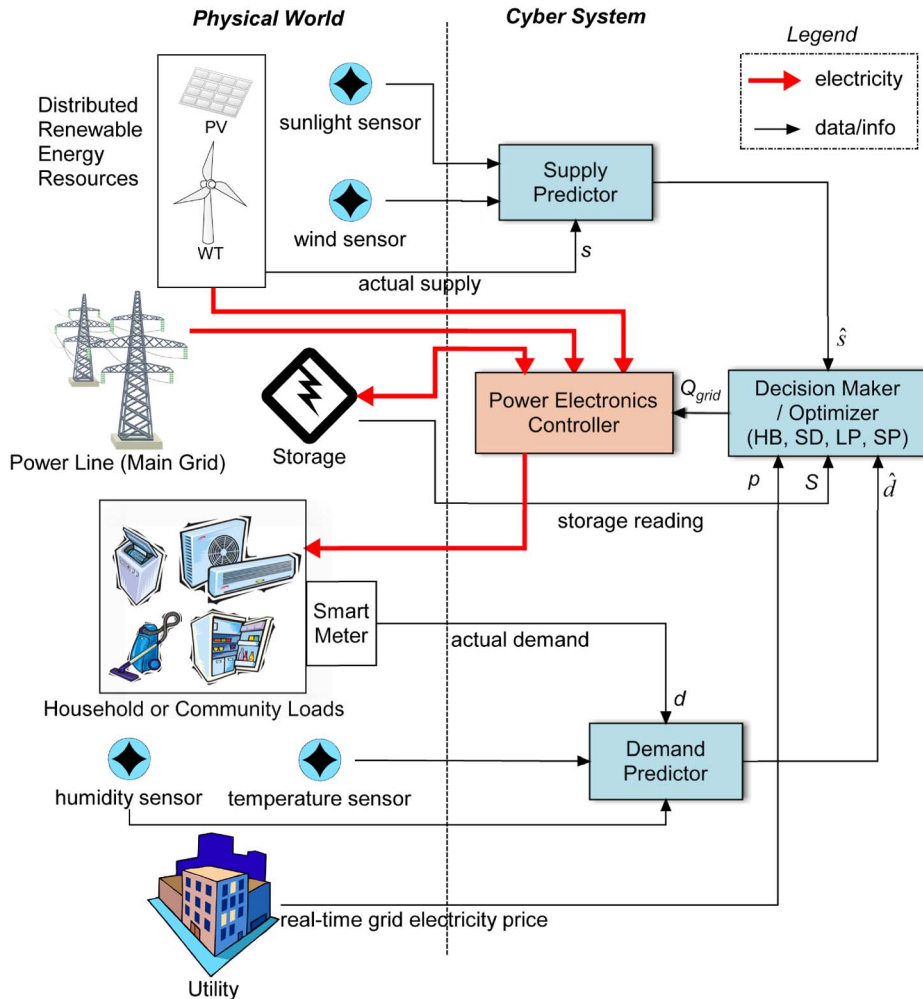 Physical World
Cyber System
Legend
electricity
data/info
Distributed
Renewable
Energy
Resources
PV
WT
sunlight sensor
wind sensor
actual supply
s
Supply
Predictor
ŝ
Power Line (Main Grid)
Storage
Power Electronics
Controller
Qgrid
Decision Maker
/ Optimizer
(HB, SD, LP, SP)
p
S
d̂
storage reading
Smart
Meter
actual demand
d
Household or Community Loads
Demand
Predictor
humidity sensor
temperature sensor
real-time grid electricity price
Utility